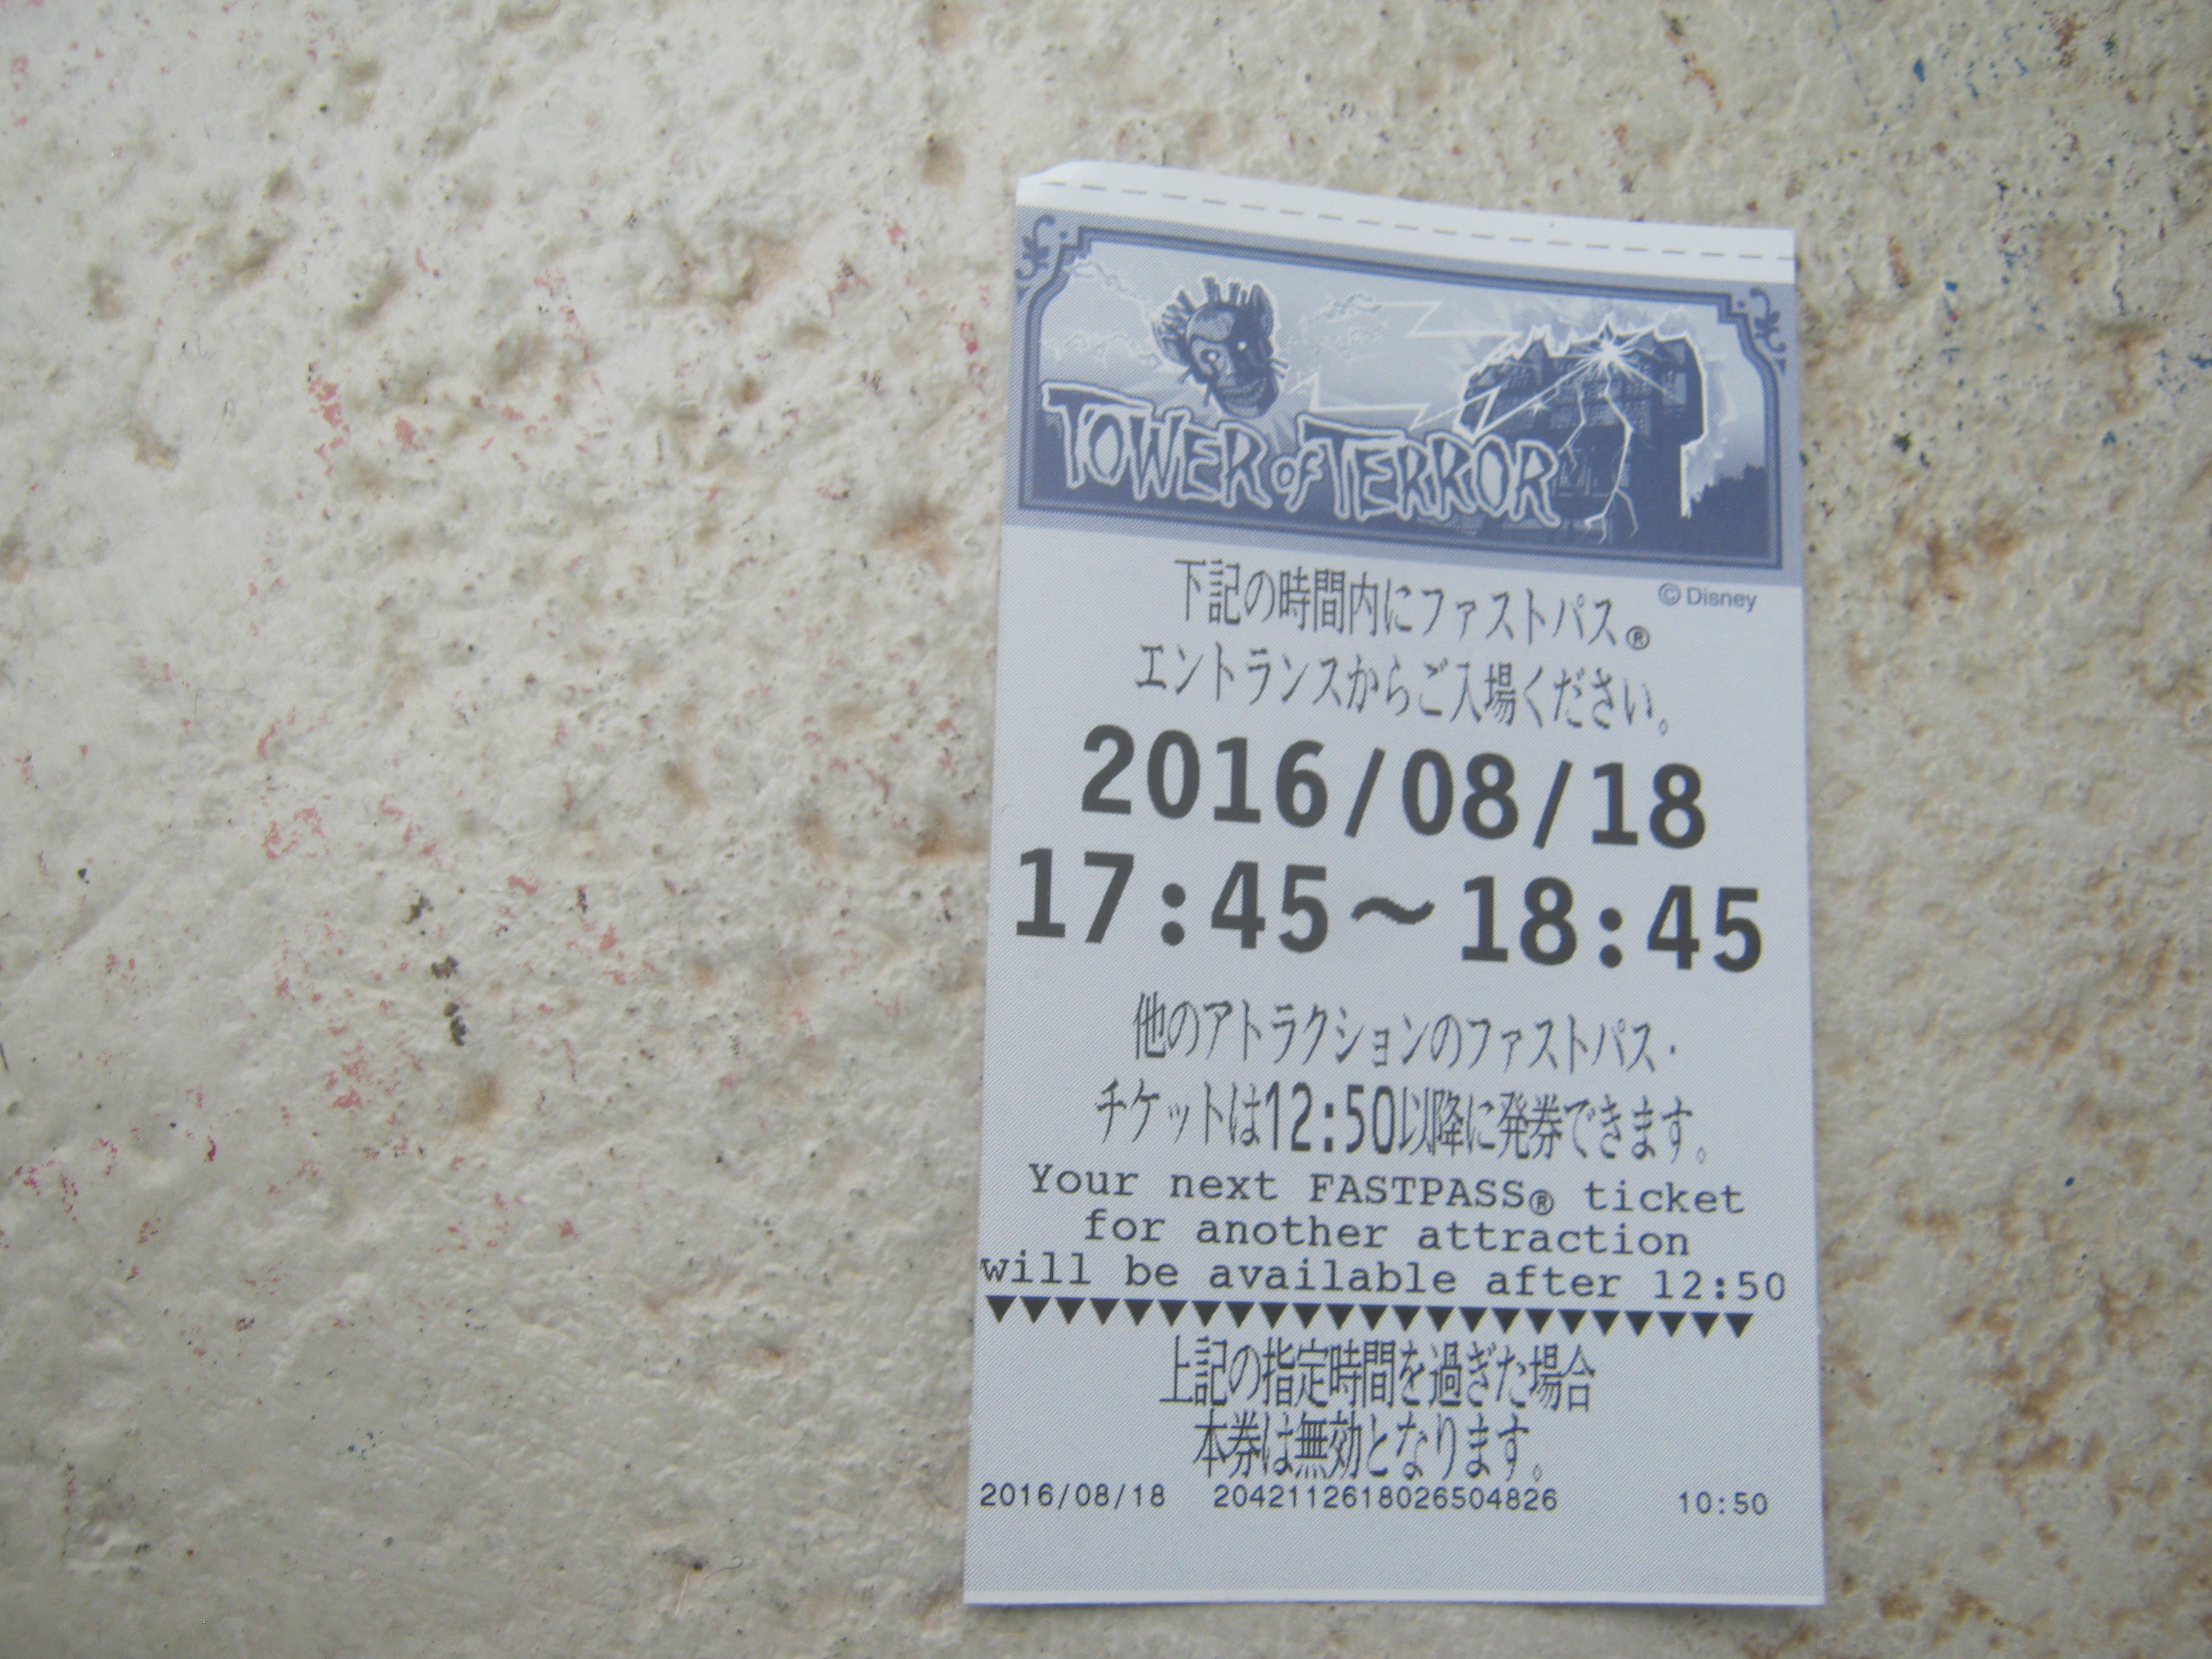 TOWER OF TERROR
© Disney
下記の時間内にファストパス®
エントランスからご入場ください。
2016/08/18
17:45～18:45
他のアトラクションのファストパス・
チケットは12:50以降に発券できます。
Your next FASTPASS® ticket
for another attraction
will be available after 12:50
▼▼▼▼▼▼▼▼▼▼▼▼▼▼▼▼▼▼▼▼▼▼
上記の指定時間を過ぎた場合
本券は無効となります。
2016/08/18 2042112618026504826 10:50